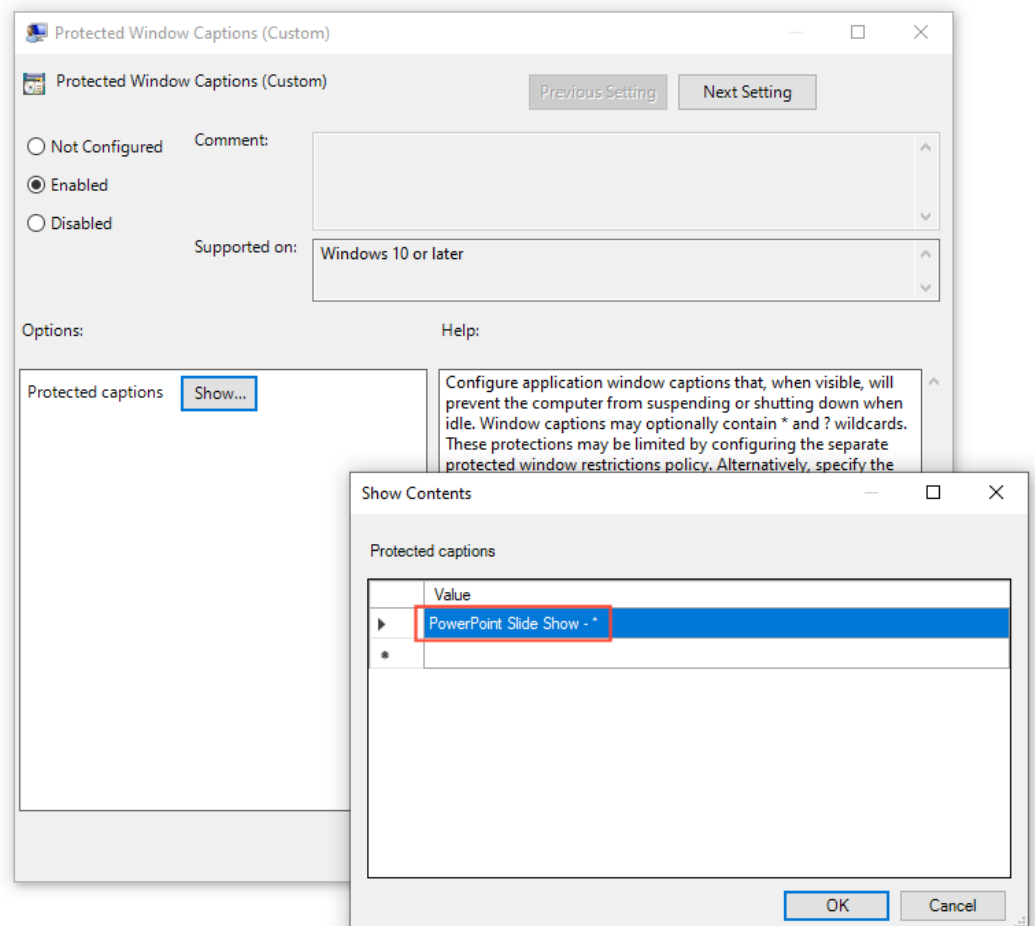 Protected Window Captions (Custom)
Protected Window Captions (Custom)
Previous Setting
Next Setting
Not Configured
Comment:
Enabled
Disabled
Supported on:
Windows 10 or later
Options:
Help:
Protected captions
Show...
Configure application window captions that, when visible, will
prevent the computer from suspending or shutting down when
idle. Window captions may optionally contain * and ? wildcards.
These protections may be limited by configuring the separate
protected window restrictions policy. Alternatively, specify the
Show Contents
Protected captions
Value
PowerPoint Slide Show - *
OK
Cancel